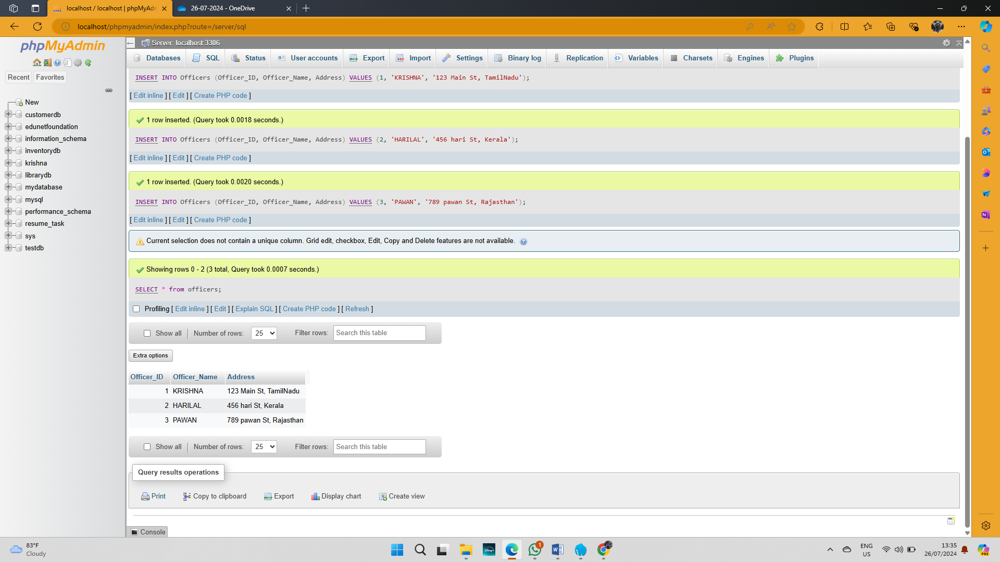 localhost / localhost | phpMyAdm
26-07-2024 - OneDrive
localhost/phpmyadmin/index.php?route=/server/sql
phpMyAdmin
Recent
Favorites
New
customerdb
edunetfoundation
information_schema
inventorydb
krishna
librarydb
mydatabase
mysql
performance_schema
resume_task
sys
testdb
Server: localhost:3306
Databases SQL Status User accounts Export Import Settings Binary log Replication Variables Charsets Engines Plugins
INSERT INTO Officers (Officer_ID, Officer_Name, Address) VALUES (1, 'KRISHNA', '123 Main St, TamilNadu');
[ Edit inline ] [ Edit ] [ Create PHP code ]
1 row inserted. (Query took 0.0018 seconds.)
INSERT INTO Officers (Officer_ID, Officer_Name, Address) VALUES (2, 'HARILAL', '456 hari St, Kerala');
[ Edit inline ] [ Edit ] [ Create PHP code ]
1 row inserted. (Query took 0.0020 seconds.)
INSERT INTO Officers (Officer_ID, Officer_Name, Address) VALUES (3, 'PAWAN', '789 pawan St, Rajasthan');
[ Edit inline ] [ Edit ] [ Create PHP code ]
Current selection does not contain a unique column. Grid edit, checkbox, Edit, Copy and Delete features are not available.
Showing rows 0 - 2 (3 total, Query took 0.0007 seconds.)
SELECT * from officers;
Profiling [ Edit inline ] [ Edit ] [ Explain SQL ] [ Create PHP code ] [ Refresh ]
Show all Number of rows: 25 Filter rows: Search this table
Extra options
Officer_ID Officer_Name Address
1 KRISHNA 123 Main St, TamilNadu
2 HARILAL 456 hari St, Kerala
3 PAWAN 789 pawan St, Rajasthan
Show all Number of rows: 25 Filter rows: Search this table
Query results operations
Print Copy to clipboard Export Display chart Create view
Console
83°F
Cloudy
Disney+
1
ENG
US
13:35
26/07/2024
PRE